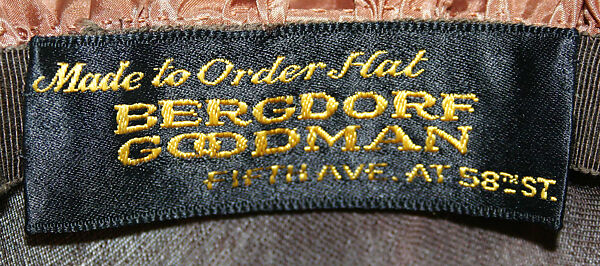 Made to Order Hat
BERGDORF
GOODMAN
FIFTH AVE. AT 58TH ST.